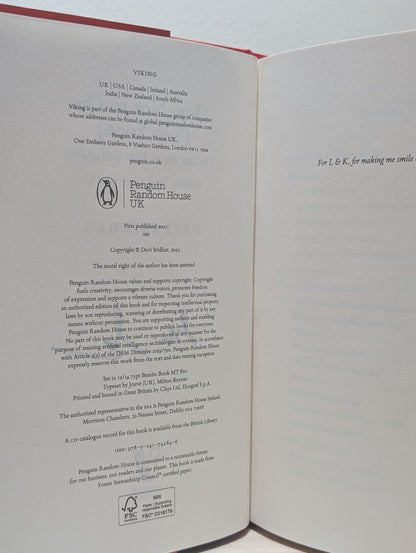 VIKING
UK | USA | Canada | Ireland | Australia
India | New Zealand | South Africa
Viking is part of the Penguin Random House group of companies
whose addresses can be found at global.penguinrandomhouse.com
Penguin Random House UK,
One Embassy Gardens, 8 Viaduct Gardens, London SW11 7BW
penguin.co.uk
Penguin
Random House
UK
First published 2025
001
Copyright © Devi Sridhar, 2025
The moral right of the author has been asserted
Penguin Random House values and supports copyright. Copyright
fuels creativity, encourages diverse voices, promotes freedom
of expression and supports a vibrant culture. Thank you for purchasing
an authorized edition of this book and for respecting intellectual property
laws by not reproducing, scanning or distributing any part of it by any
means without permission. You are supporting authors and enabling
Penguin Random House to continue to publish books for everyone.
No part of this book may be used or reproduced in any manner for the
purpose of training artificial intelligence technologies or systems. In accordance
with Article 4(3) of the DSM Directive 2019/790, Penguin Random House
expressly reserves this work from the text and data mining exception
Set in 12/14.75pt Bembo Book MT Pro
Typeset by Jouve (UK), Milton Keynes
Printed and bound in Great Britain by Clays Ltd, Elcograf S.p.A.
The authorized representative in the EEA is Penguin Random House Ireland,
Morrison Chambers, 32 Nassau Street, Dublin D02 YH68
A CIP catalogue record for this book is available from the British Library
ISBN: 978-0-241-74284-6
Penguin Random House is committed to a sustainable future
for our business, our readers and our planet. This book is made from
Forest Stewardship Council® certified paper.
FSC
www.fsc.org
MIX
Paper | Supporting
responsible forestry
FSC® C018179
For L & K, for making me smile